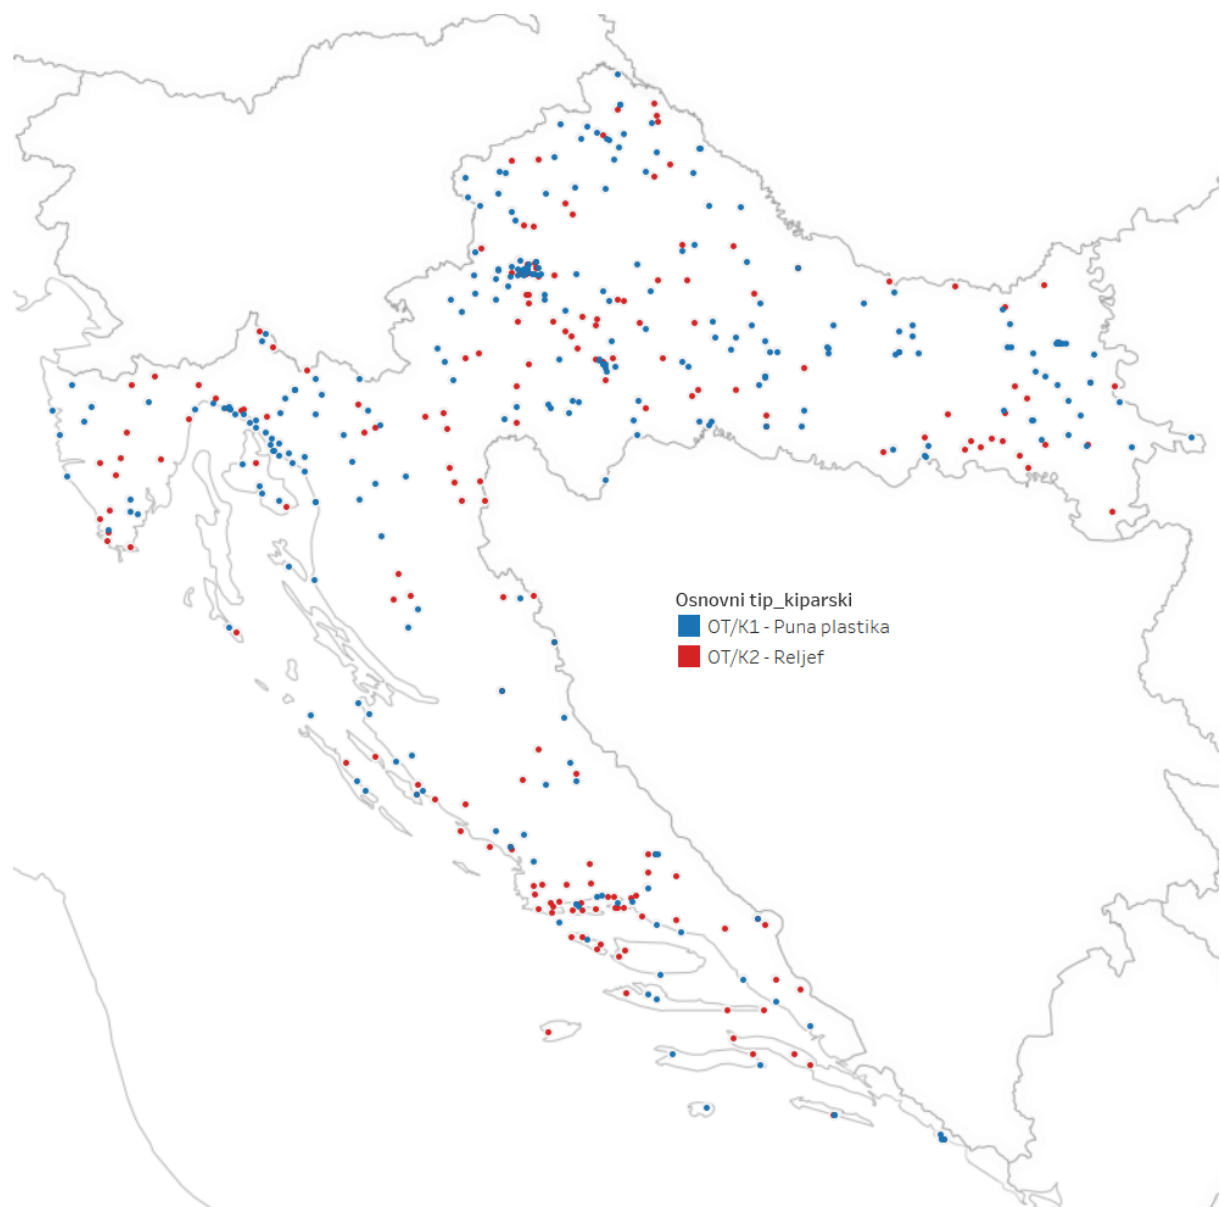 Osnovni tip_kiparski
OT/K1 - Puna plastika
OT/K2 - Reljef